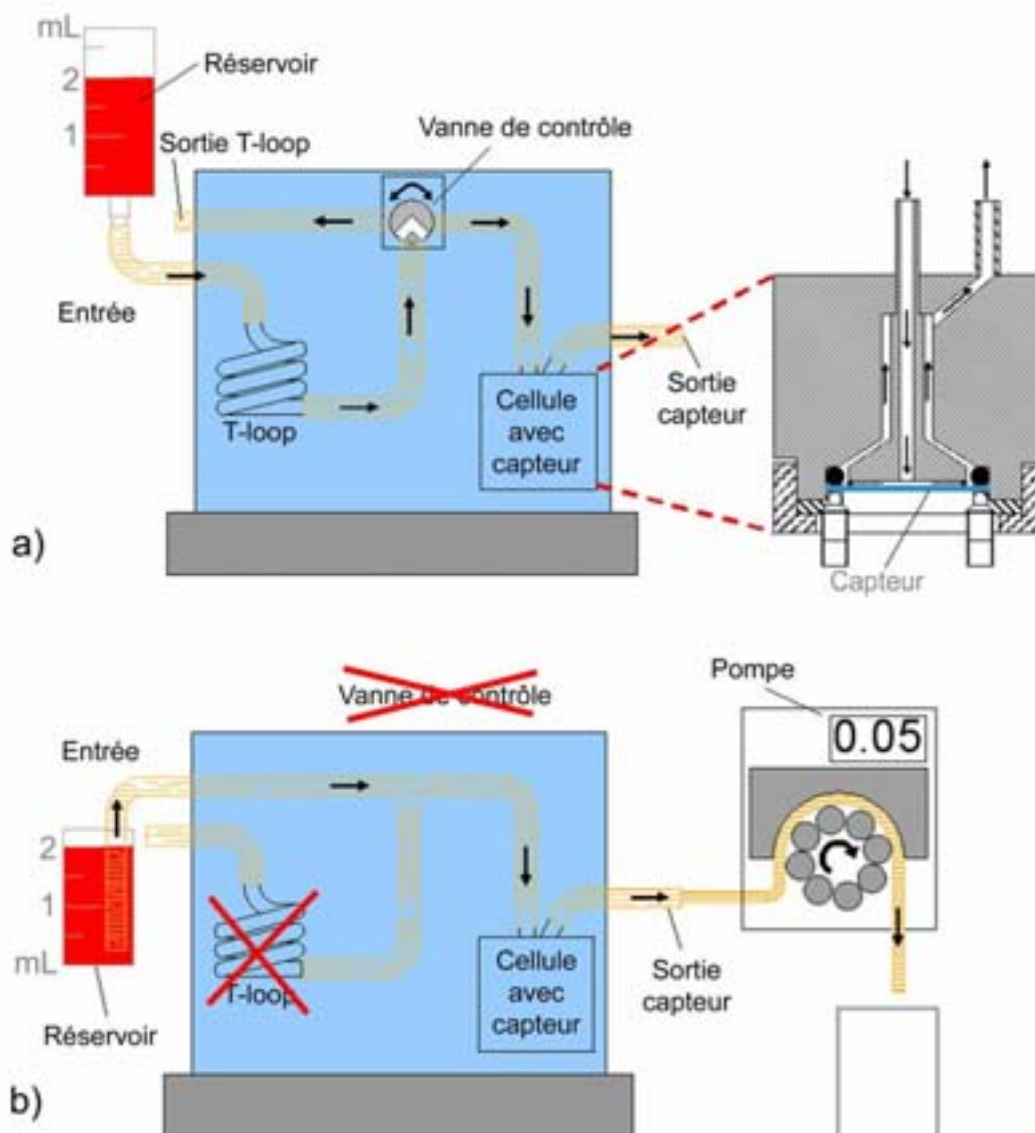 mL
2
1
Réservoir
Sortie T-loop
Vanne de contrôle
Entrée
T-loop
Cellule
avec
capteur
Sortie
capteur
Capteur
a)
Vanne de contrôle
Pompe
0.05
Entrée
2
1
mL
Réservoir
T-loop
Cellule
avec
capteur
Sortie
capteur
b)